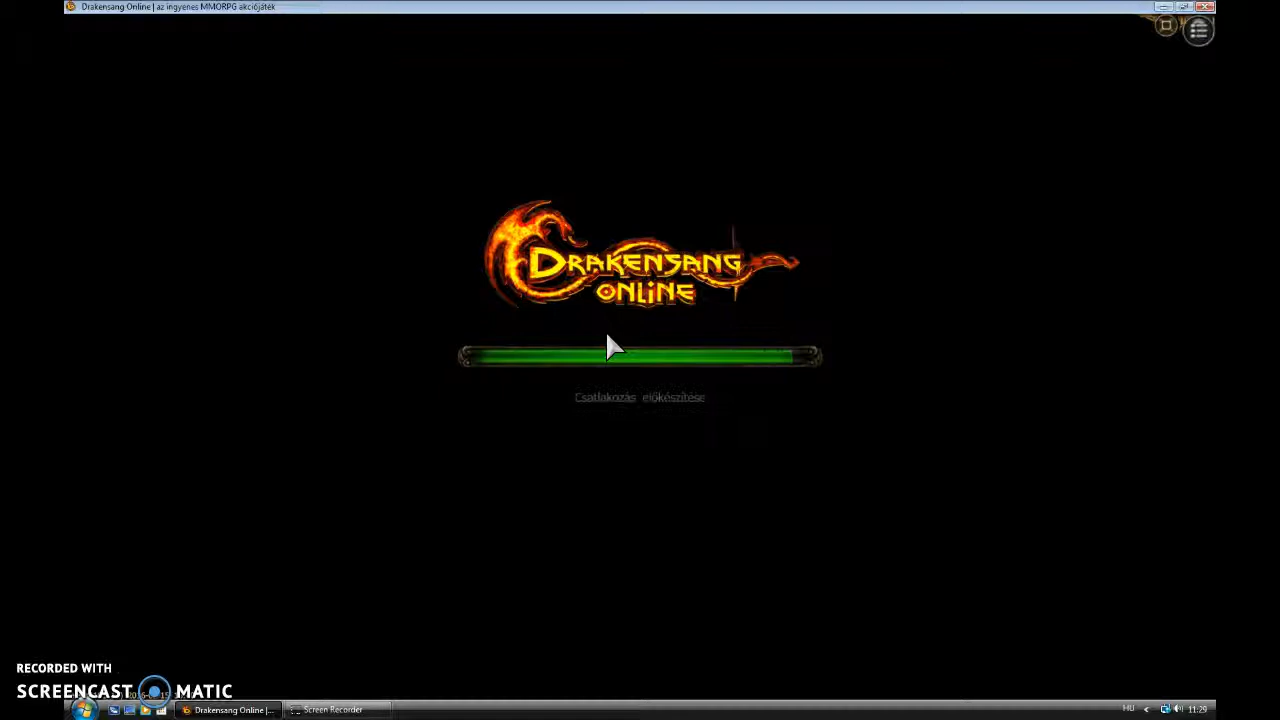 Drakensang Online | az ingyenes MMORPG akciójáték
DRAKENSANG
ONLINE
Csatlakozás előkészítése
RECORDED WITH
SCREENCAST MATIC
Drakensang Online |...
Screen Recorder
HU
11:29